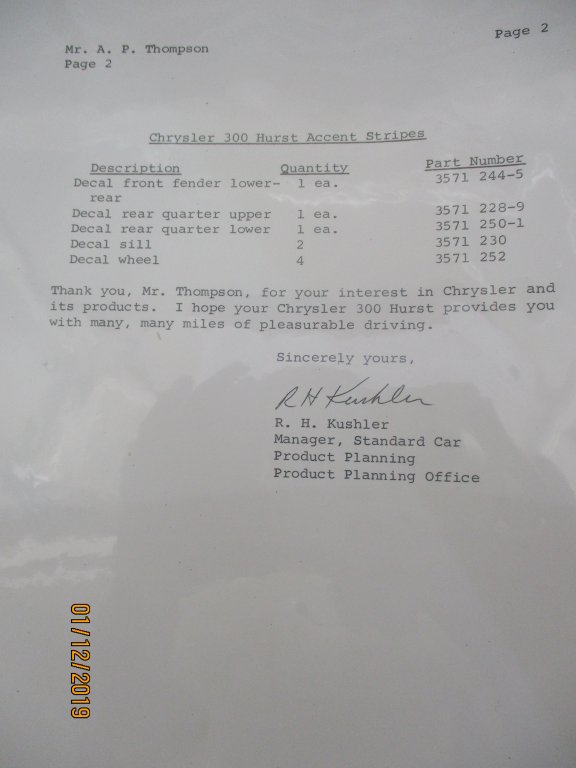 Page 2
Mr. A. P. Thompson
Page 2
Chrysler 300 Hurst Accent Stripes
Description Quantity Part Number
Decal front fender lower- 1 ea. 3571 244-5
rear
Decal rear quarter upper 1 ea. 3571 228-9
Decal rear quarter lower 1 ea. 3571 250-1
Decal sill 2 3571 230
Decal wheel 4 3571 252
Thank you, Mr. Thompson, for your interest in Chrysler and
its products. I hope your Chrysler 300 Hurst provides you
with many, many miles of pleasurable driving.
Sincerely yours,
R H Kushler
R. H. Kushler
Manager, Standard Car
Product Planning
Product Planning Office
01/12/2019